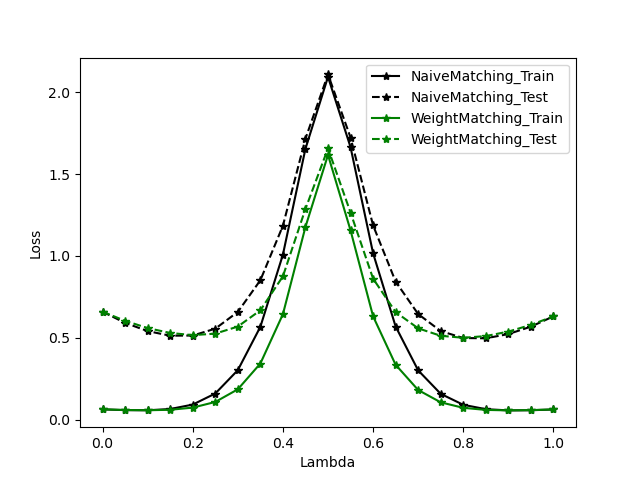 NaiveMatching_Train
NaiveMatching_Test
WeightMatching_Train
WeightMatching_Test
2.0
1.5
1.0
0.5
0.0
Loss
0.0 0.2 0.4 0.6 0.8 1.0
Lambda